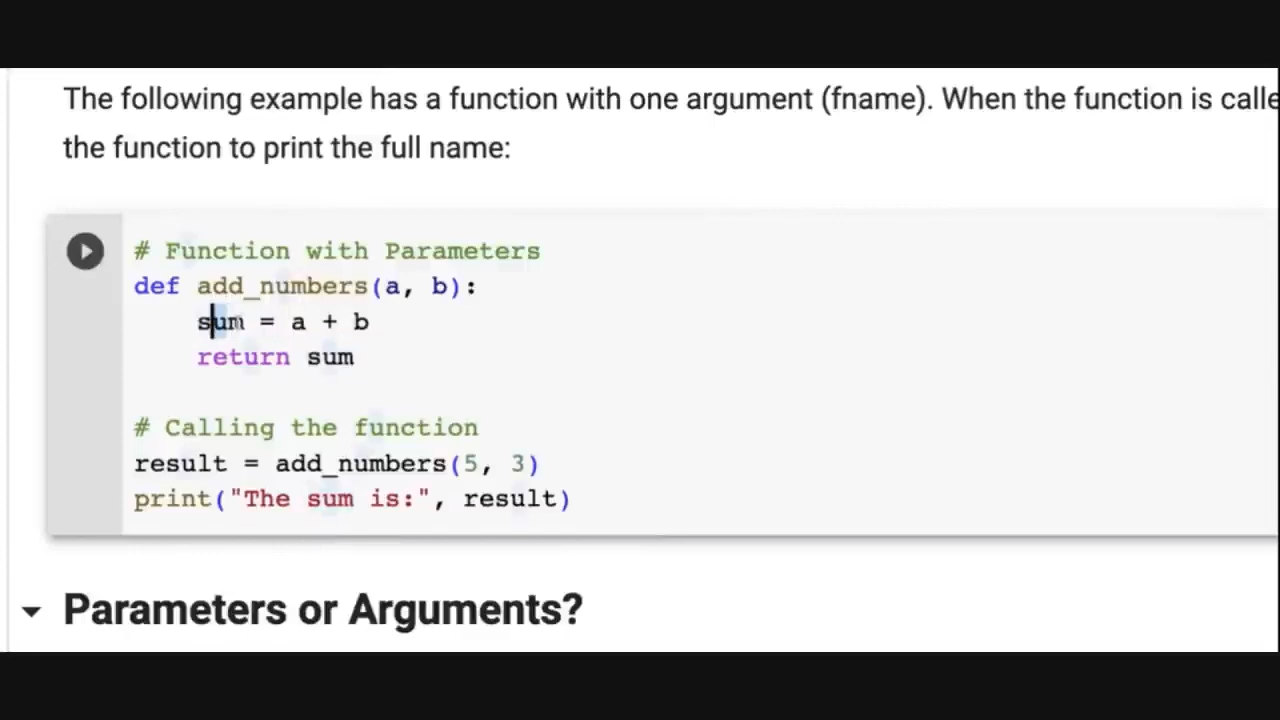 The following example has a function with one argument (fname). When the function is calle
the function to print the full name:
# Function with Parameters
def add_numbers(a, b):
    sum = a + b
    return sum
# Calling the function
result = add_numbers(5, 3)
print("The sum is:", result)
Parameters or Arguments?